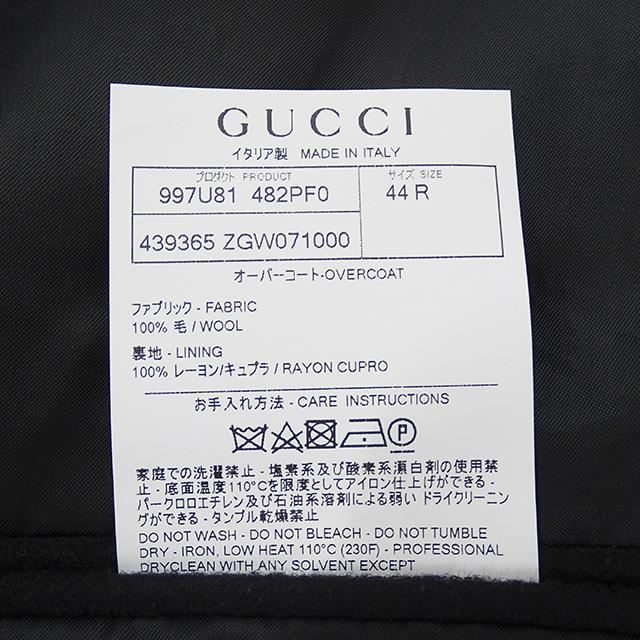 GUCCI
イタリア製 MADE IN ITALY
プロダクト PRODUCT
サイズ SIZE
997U81 482PF0
44 R
439365 ZGW071000
オーバーコート-OVERCOAT
ファブリック - FABRIC
100% 毛 / WOOL
裏地 - LINING
100% レーヨン/キュプラ / RAYON CUPRO
お手入れ方法 - CARE INSTRUCTIONS
P
家庭での洗濯禁止 - 塩素系及び酸素系漂白剤の使用禁
止 - 底面温度110°Cを限度としてアイロン仕上げができる -
パークロロエチレン及び石油系溶剤による弱い ドライクリーニン
グができる - タンブル乾燥禁止
DO NOT WASH - DO NOT BLEACH - DO NOT TUMBLE
DRY - IRON, LOW HEAT 110°C (230F) - PROFESSIONAL
DRYCLEAN WITH ANY SOLVENT EXCEPT